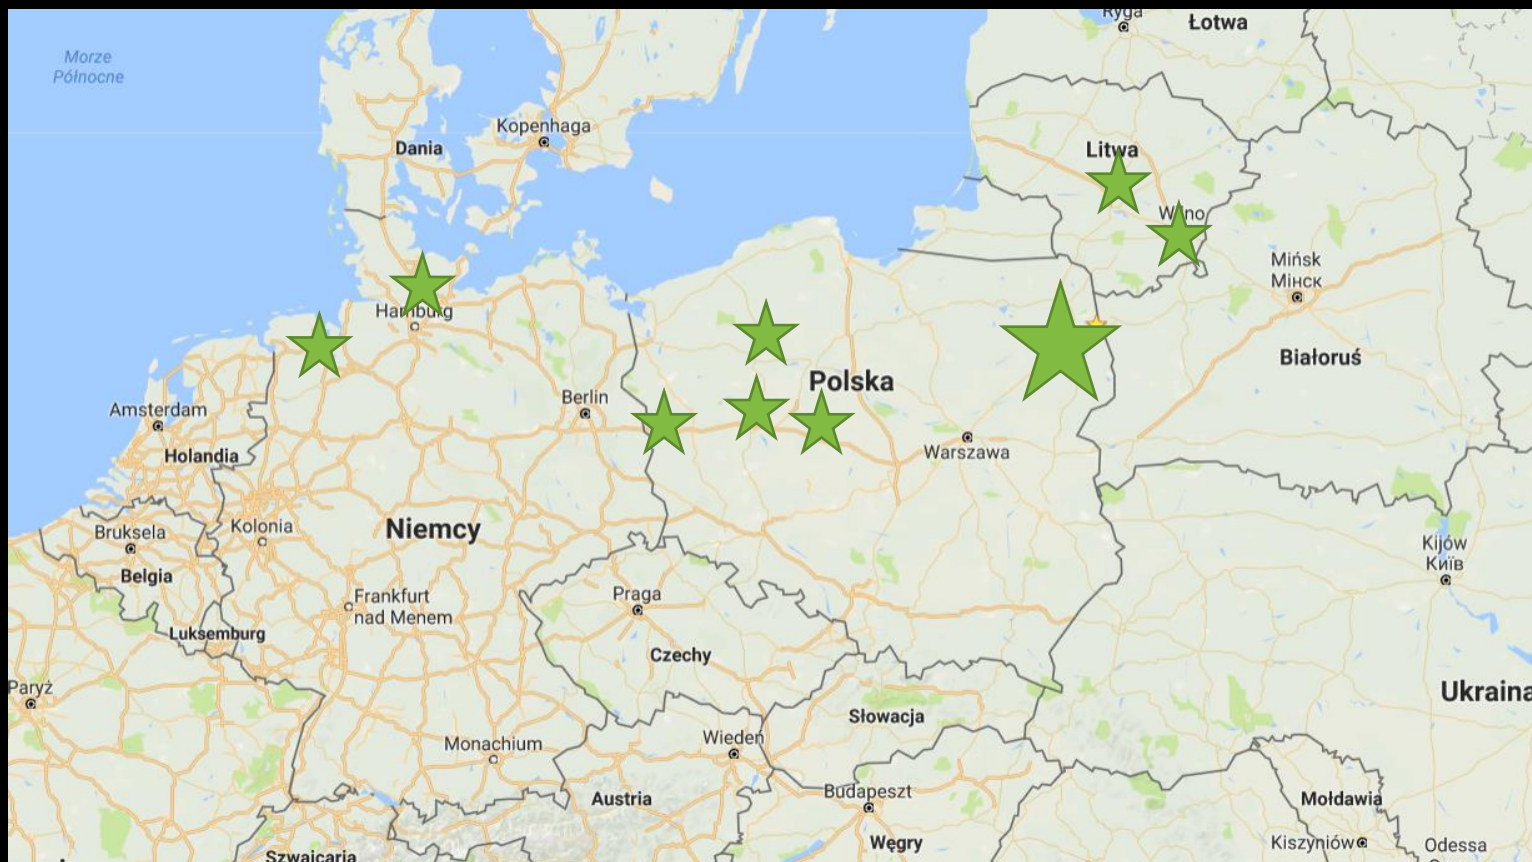 Ryga
Łotwa
Morze
Północne
Kopenhaga
Dania
Litwa
Mińsk
Мінск
Hamburg
Białoruś
Polska
Berlin
Amsterdam
Holandia
Warszawa
Niemcy
Kolonia
Bruksela
Belgia
Kijów
Київ
Praga
Frankfurt
nad Menem
Luksemburg
Czechy
Paryż
Ukraina
Słowacja
Monachium
Wiedeń
Austria
Budapeszt
Mołdawia
Węgry
Kiszyniów
Odessa
Szwajcaria